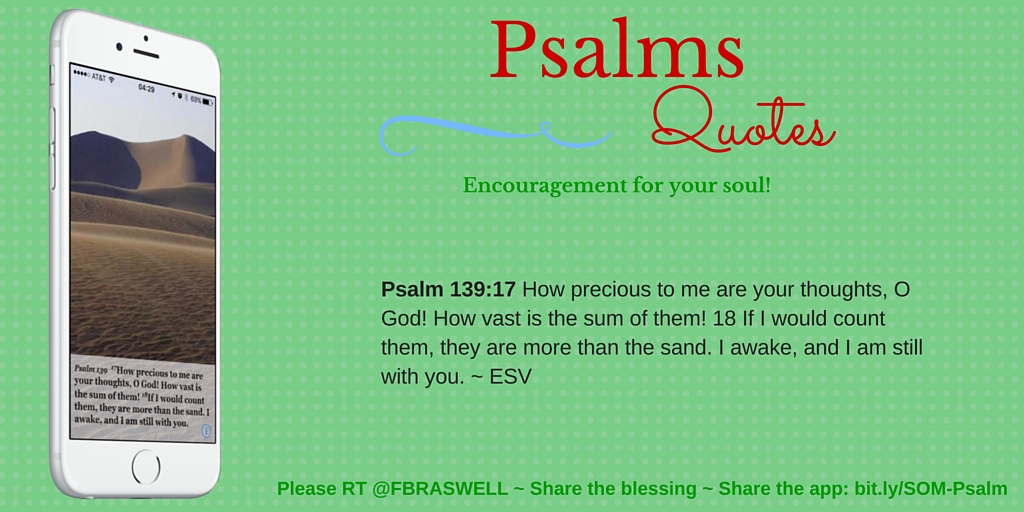 AT&T
04:29
69%
Psalm 139 17How precious to me are
your thoughts, O God! How vast is
the sum of them! 18If I would count
them, they are more than the sand. I
awake, and I am still with you.
Psalms
Quotes
Encouragement for your soul!
Psalm 139:17 How precious to me are your thoughts, O
God! How vast is the sum of them! 18 If I would count
them, they are more than the sand. I awake, and I am still
with you. ~ ESV
Please RT @FBRASWELL ~ Share the blessing ~ Share the app: bit.ly/SOM-Psalm